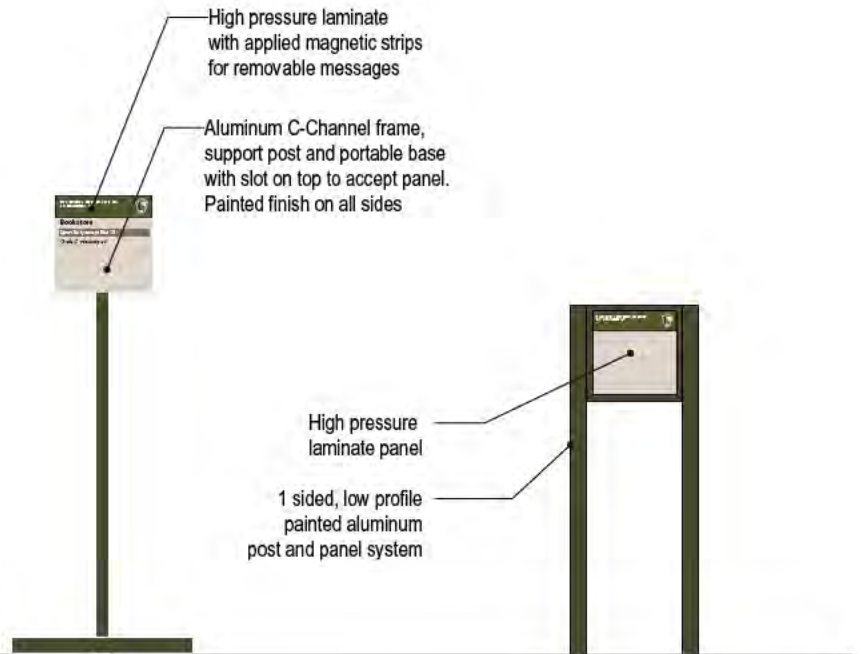 High pressure laminate
with applied magnetic strips
for removable messages
Aluminum C-Channel frame,
support post and portable base
with slot on top to accept panel.
Painted finish on all sides
Bookstore
High pressure
laminate panel
1 sided, low profile
painted aluminum
post and panel system